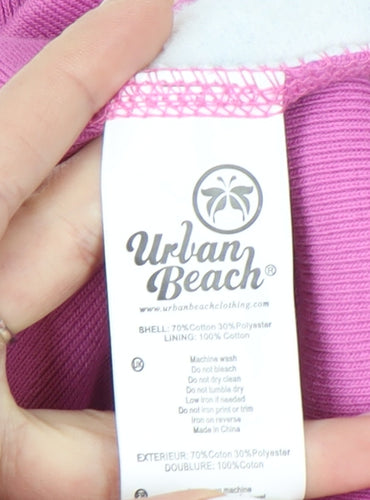 Urban
Beach®
www.urbanbeachclothing.com
SHELL: 70%Cotton 30%Polyester
LINING: 100% Cotton
UK
Machine wash
Do not bleach
Do not dry clean
Do not tumble dry
Low iron if needed
Do not iron print or trim
Iron on reverse
Made in China
EXTERIEUR: 70%Coton 30%Polyester
DOUBLURE: 100%Coton
machine